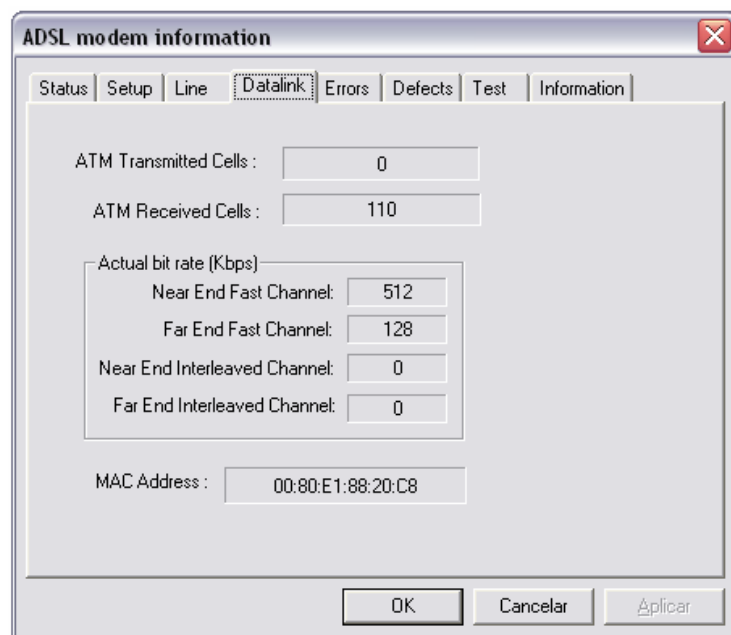 ADSL modem information
Status Setup Line Datalink Errors Defects Test Information
ATM Transmitted Cells : 0
ATM Received Cells : 110
Actual bit rate (Kbps)
Near End Fast Channel: 512
Far End Fast Channel: 128
Near End Interleaved Channel: 0
Far End Interleaved Channel: 0
MAC Address : 00:80:E1:88:20:C8
OK Cancelar Aplicar